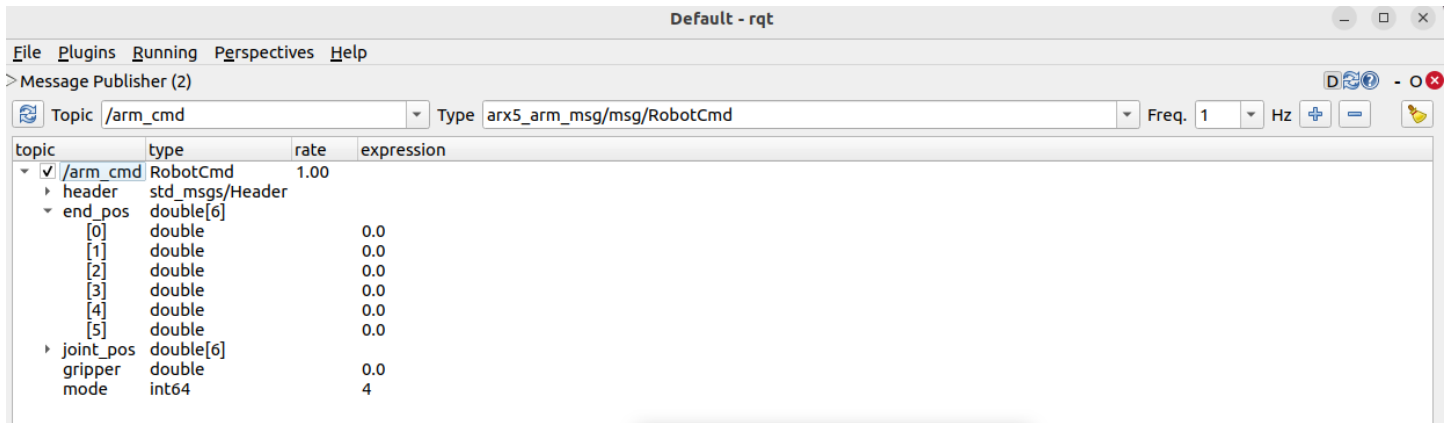 Default - rqt
File Plugins Running Perspectives Help
Message Publisher (2) D - O
Topic /arm_cmd Type arx5_arm_msg/msg/RobotCmd Freq. 1 Hz
topic type rate expression
/arm_cmd RobotCmd 1.00
header std_msgs/Header
end_pos double[6]
[0] double 0.0
[1] double 0.0
[2] double 0.0
[3] double 0.0
[4] double 0.0
[5] double 0.0
joint_pos double[6]
gripper double 0.0
mode int64 4